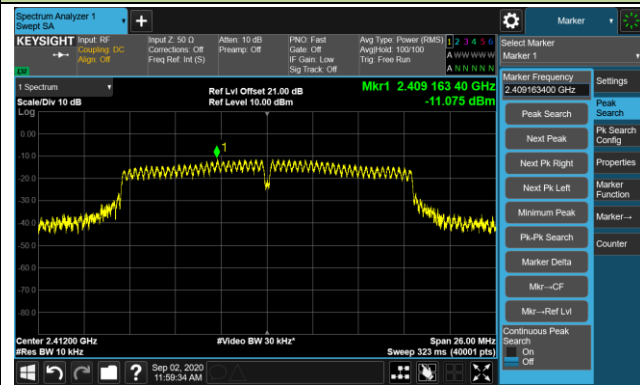 Spectrum Analyzer 1
Swept SA
Marker
KEYSIGHT
Input: RF
Coupling: DC
Align: Off
Input Z: 50 Ω
Corrections: Off
Freq Ref: Int (S)
Atten: 10 dB
Preamp: Off
PNO: Fast
Gate: Off
IF Gain: Low
Sig Track: Off
Avg Type: Power (RMS)
Avg|Hold: 100/100
Trig: Free Run
1 2 3 4 5 6
A W W W W W
A N N N N N
LXI
Select Marker
Marker 1
1 Spectrum
Scale/Div 10 dB
Log
Ref Lvl Offset 21.00 dB
Ref Level 10.00 dBm
Mkr1 2.409 163 40 GHz
-11.075 dBm
0.00
-10.0
-20.0
-30.0
-40.0
-50.0
-60.0
-70.0
-80.0
1
Center 2.41200 GHz
#Res BW 10 kHz
#Video BW 30 kHz*
Span 26.00 MHz
Sweep 323 ms (40001 pts)
Marker Frequency
2.409163400 GHz
Peak Search
Next Peak
Next Pk Right
Next Pk Left
Minimum Peak
Pk-Pk Search
Marker Delta
Mkr→CF
Mkr→Ref Lvl
Continuous Peak
Search
On
Off
Settings
Peak
Search
Pk Search
Config
Properties
Marker
Function
Marker→
Counter
?
Sep 02, 2020
11:59:34 AM